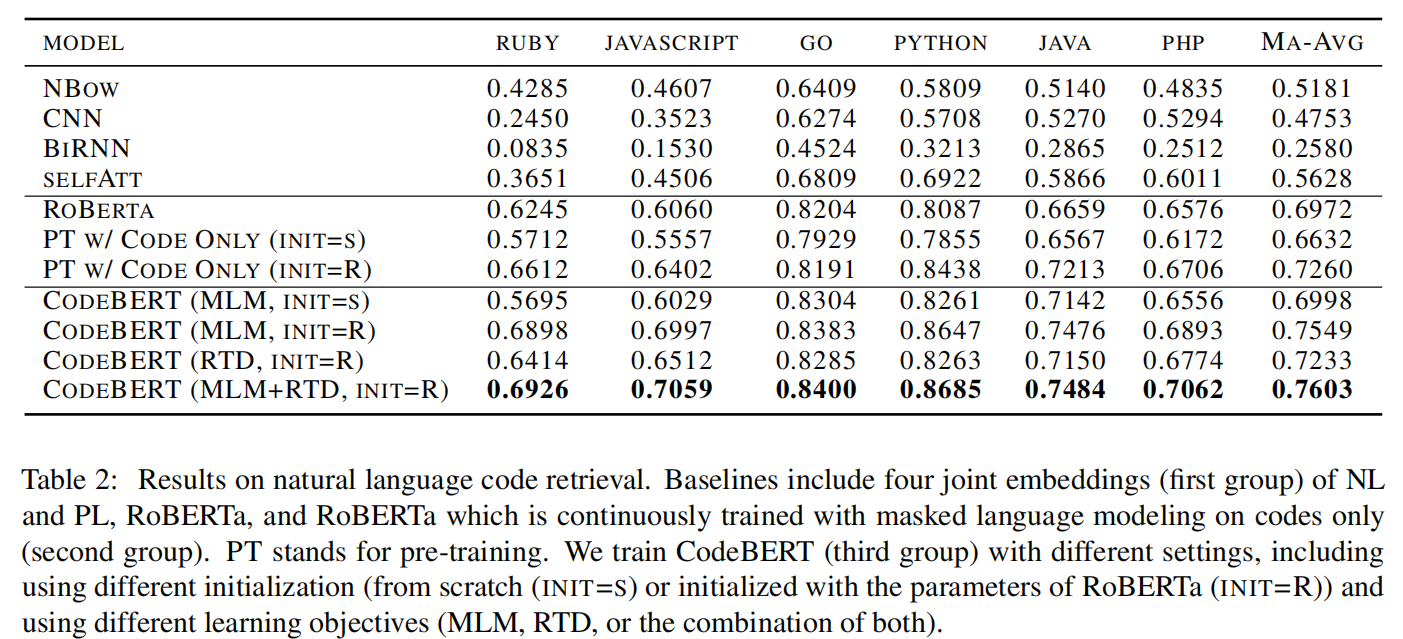 MODEL RUBY JAVASCRIPT GO PYTHON JAVA PHP MA-AVG
NBOW 0.4285 0.4607 0.6409 0.5809 0.5140 0.4835 0.5181
CNN 0.2450 0.3523 0.6274 0.5708 0.5270 0.5294 0.4753
BIRNN 0.0835 0.1530 0.4524 0.3213 0.2865 0.2512 0.2580
SELFATT 0.3651 0.4506 0.6809 0.6922 0.5866 0.6011 0.5628
ROBERTA 0.6245 0.6060 0.8204 0.8087 0.6659 0.6576 0.6972
PT W/ CODE ONLY (INIT=S) 0.5712 0.5557 0.7929 0.7855 0.6567 0.6172 0.6632
PT W/ CODE ONLY (INIT=R) 0.6612 0.6402 0.8191 0.8438 0.7213 0.6706 0.7260
CODEBERT (MLM, INIT=S) 0.5695 0.6029 0.8304 0.8261 0.7142 0.6556 0.6998
CODEBERT (MLM, INIT=R) 0.6898 0.6997 0.8383 0.8647 0.7476 0.6893 0.7549
CODEBERT (RTD, INIT=R) 0.6414 0.6512 0.8285 0.8263 0.7150 0.6774 0.7233
CODEBERT (MLM+RTD, INIT=R) 0.6926 0.7059 0.8400 0.8685 0.7484 0.7062 0.7603
Table 2: Results on natural language code retrieval. Baselines include four joint embeddings (first group) of NL
and PL, RoBERTa, and RoBERTa which is continuously trained with masked language modeling on codes only
(second group). PT stands for pre-training. We train CodeBERT (third group) with different settings, including
using different initialization (from scratch (INIT=S) or initialized with the parameters of RoBERTa (INIT=R)) and
using different learning objectives (MLM, RTD, or the combination of both).